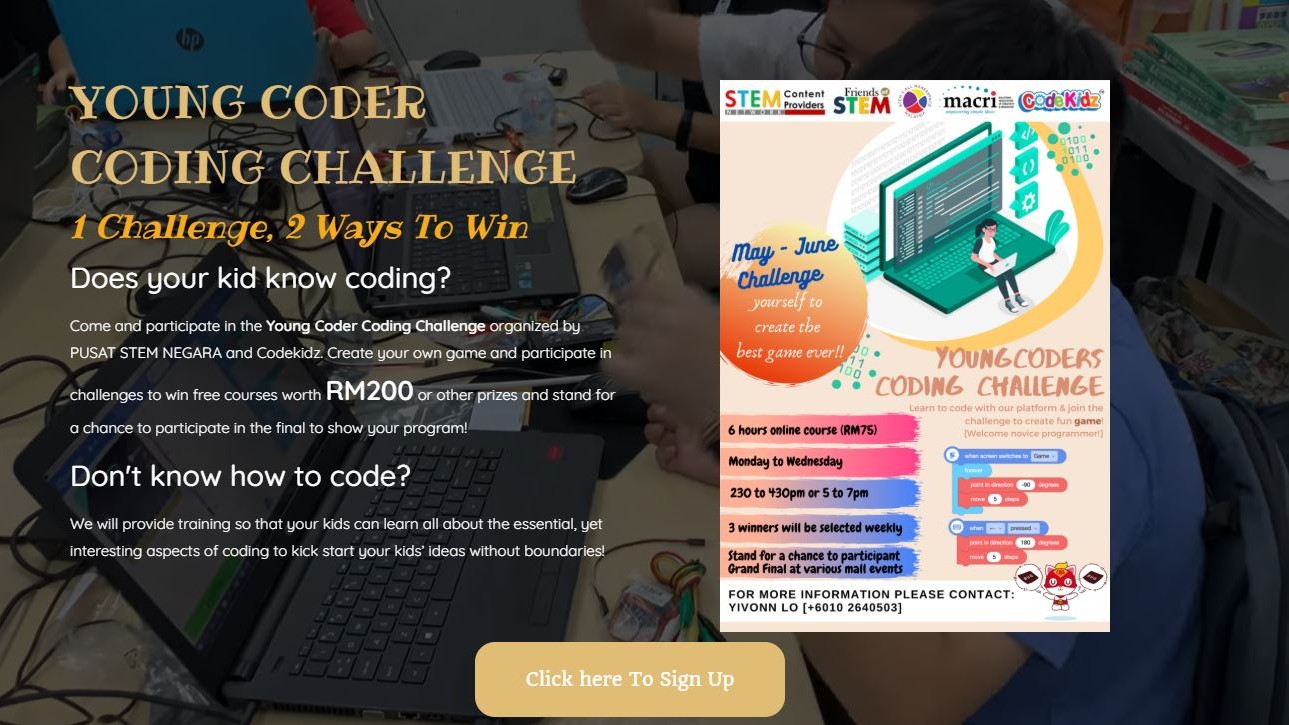 hp
YOUNG CODER
CODING CHALLENGE
1 Challenge, 2 Ways To Win
Does your kid know coding?
Come and participate in the Young Coder Coding Challenge organized by
PUSAT STEM NEGARA and Codekidz. Create your own game and participate in
challenges to win free courses worth RM200 or other prizes and stand for
a chance to participate in the final to show your program!
Don't know how to code?
We will provide training so that your kids can learn all about the essential, yet
interesting aspects of coding to kick start your kids' ideas without boundaries!
STEM Content Providers
NETWORK
Friends of
STEM
macri
CodeKidz
May - June
Challenge
yourself to
create the
best game ever!!
YOUNGCODERS
CODING CHALLENGE
Learn to code with our platform & join the
challenge to create fun game!
[Welcome novice programmer!]
6 hours online course (RM75)
Monday to Wednesday
230 to 430pm or 5 to 7pm
3 winners will be selected weekly
Stand for a chance to participant
Grand Final at various mall events
when screen switches to Game
forever
point in direction -90 degrees
move 5 steps
when ← pressed
point in direction 180 degrees
move 5 steps
FOR MORE INFORMATION PLEASE CONTACT:
YIVONN LO [+6010 2640503]
Click here To Sign Up